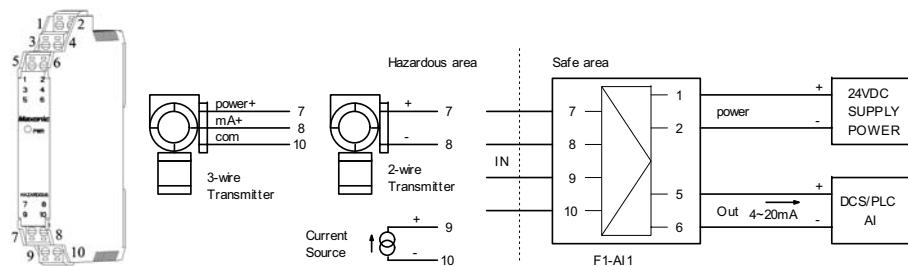 1 2
3 4
5 6
1 2
3 4
5 6
Masonic
PWR
HAZARDOUS
7 8
9 10
7 8
9 10
power+ 7
mA+ 8
com 10
3-wire
Transmitter
Hazardous area
+ 7
- 8
2-wire
Transmitter
Current
Source
+ 9
- 10
Safe area
IN
7
8
9
10
1
2
5
6
F1-AI1
power
+
-
24VDC
SUPPLY
POWER
Out 4~20mA
+
-
DCS/PLC
AI